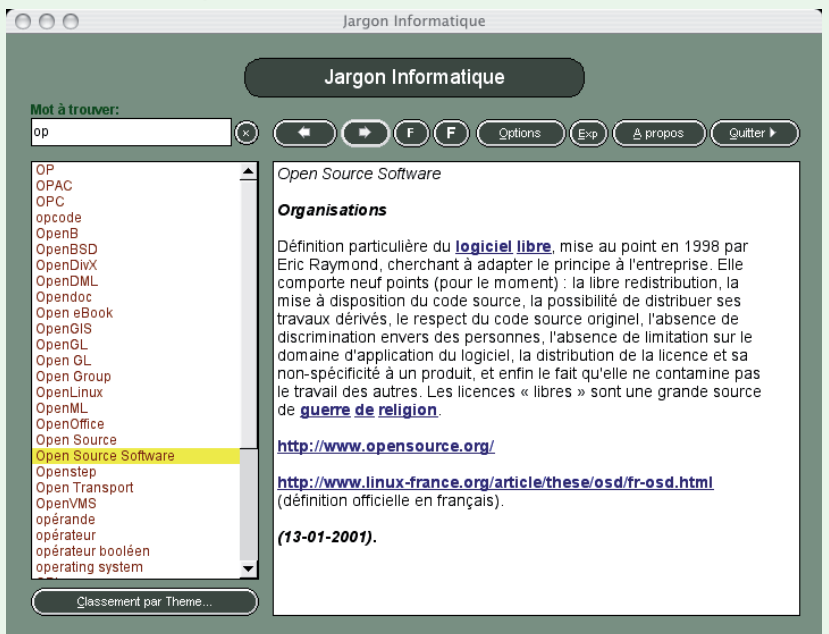 Jargon Informatique
Jargon Informatique
Mot à trouver:
op
×
F
F
Options
Exp
A propos
Quitter
OP
OPAC
OPC
opcode
OpenB
OpenBSD
OpenDivX
OpenDML
Opendoc
Open eBook
OpenGIS
OpenGL
Open GL
Open Group
OpenLinux
OpenML
OpenOffice
Open Source
Open Source Software
Openstep
Open Transport
OpenVMS
opérande
opérateur
opérateur booléen
operating system
Classement par Theme...
Open Source Software
Organisations
Définition particulière du logiciel libre, mise au point en 1998 par
Eric Raymond, cherchant à adapter le principe à l'entreprise. Elle
comporte neuf points (pour le moment) : la libre redistribution, la
mise à disposition du code source, la possibilité de distribuer ses
travaux dérivés, le respect du code source originel, l'absence de
discrimination envers des personnes, l'absence de limitation sur le
domaine d'application du logiciel, la distribution de la licence et sa
non-spécificité à un produit, et enfin le fait qu'elle ne contamine pas
le travail des autres. Les licences « libres » sont une grande source
de guerre de religion.
http://www.opensource.org/
http://www.linux-france.org/article/these/osd/fr-osd.html
(définition officielle en français).
(13-01-2001).